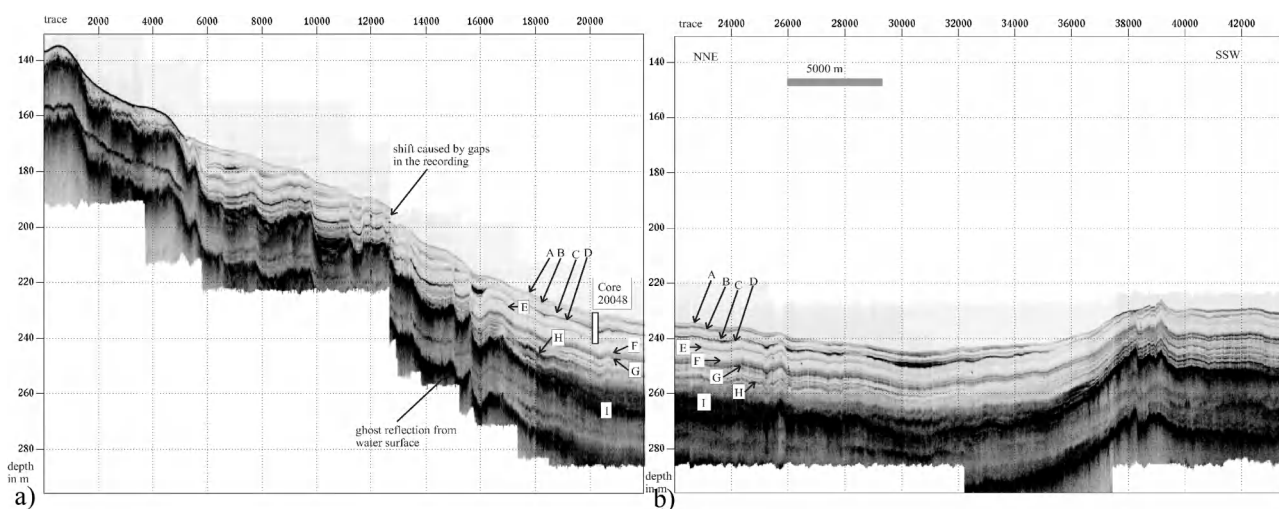 trace 2000 4000 6000 8000 10000 12000 14000 16000 18000 20000
140
160
180
200
220
240
260
280
shift caused by gaps
in the recording
A B C D
E
Core
20048
H
F
G
I
ghost reflection from
water surface
depth
in m
a)
trace 24000 26000 28000 30000 32000 34000 36000 38000 40000 42000
140
160
180
200
220
240
260
280
NNE
SSW
5000 m
A B C D
E
F
G
H
I
depth
in m
b)